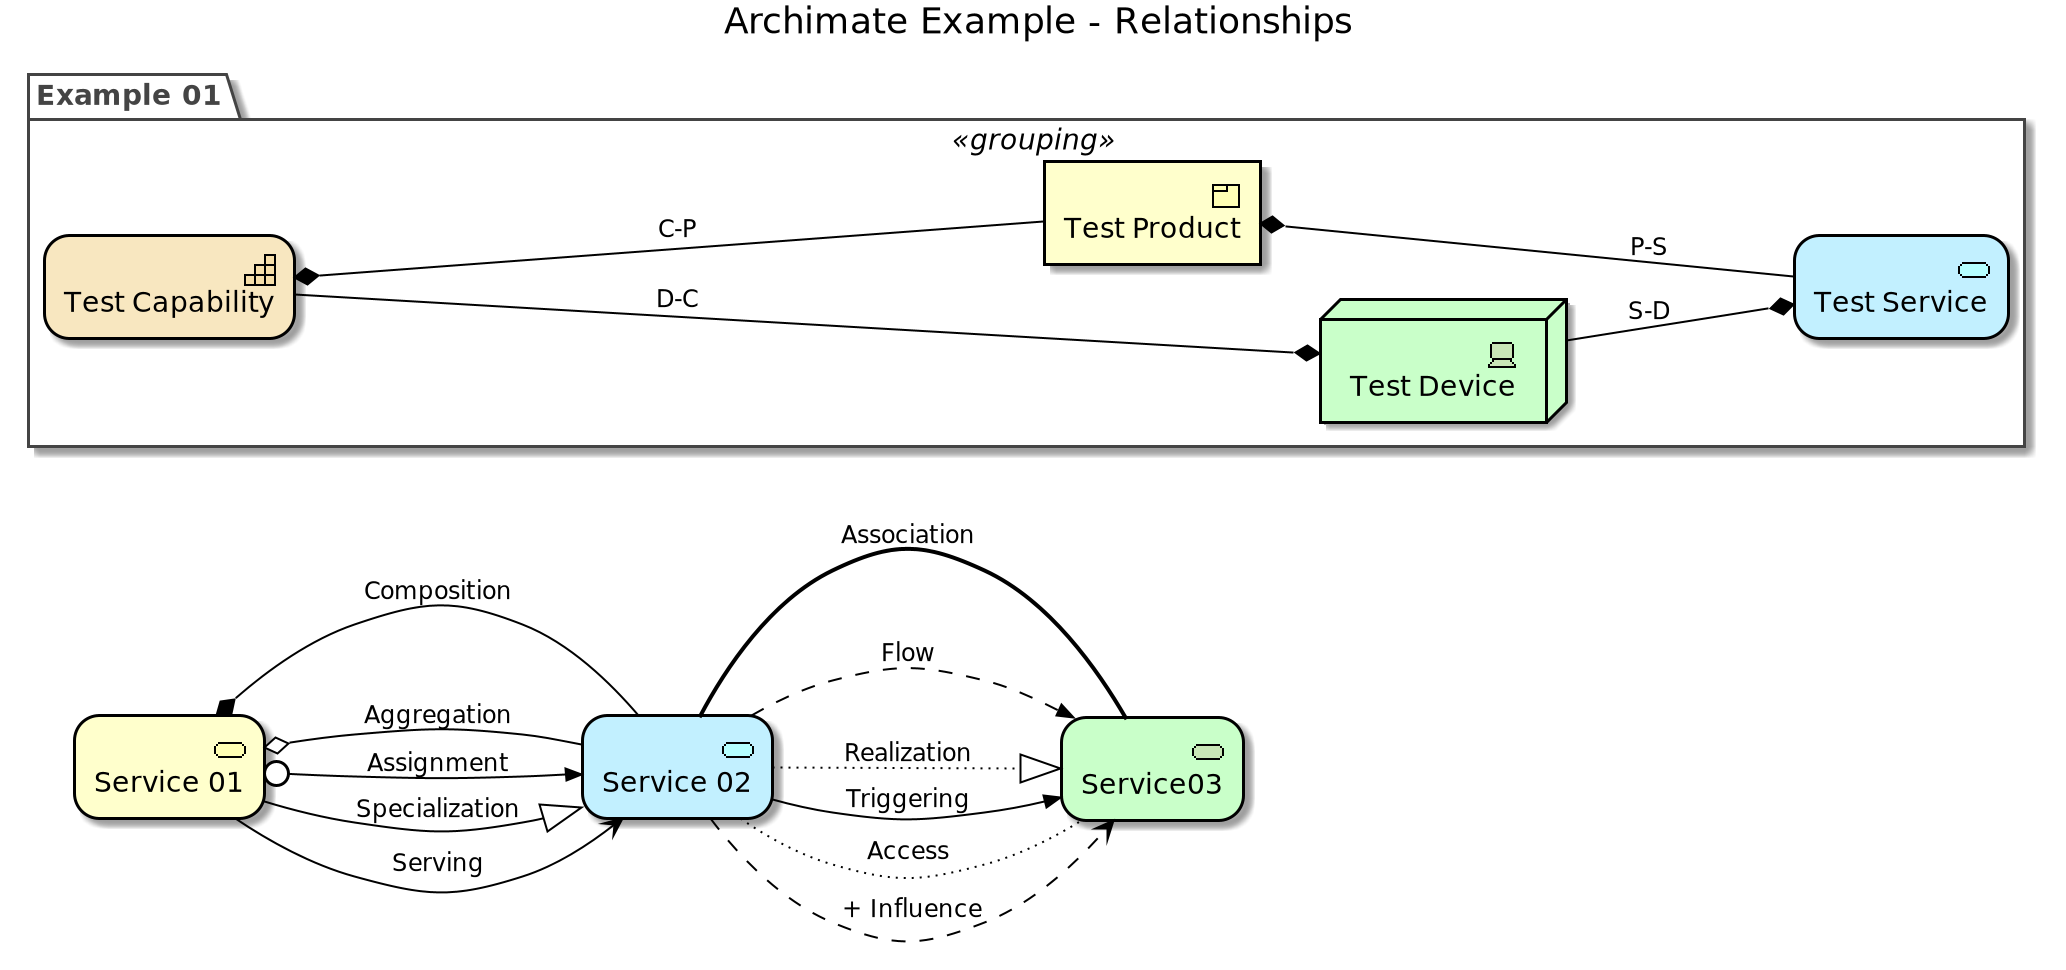 Archimate Example - Relationships
Example 01
«grouping»
Test Product
C-P
P-S
Test Capability
D-C
Test Service
S-D
Test Device
Association
Composition
Flow
Aggregation
Realization
Assignment
Service 01
Service 02
Service03
Specialization
Triggering
Serving
Access
+ Influence